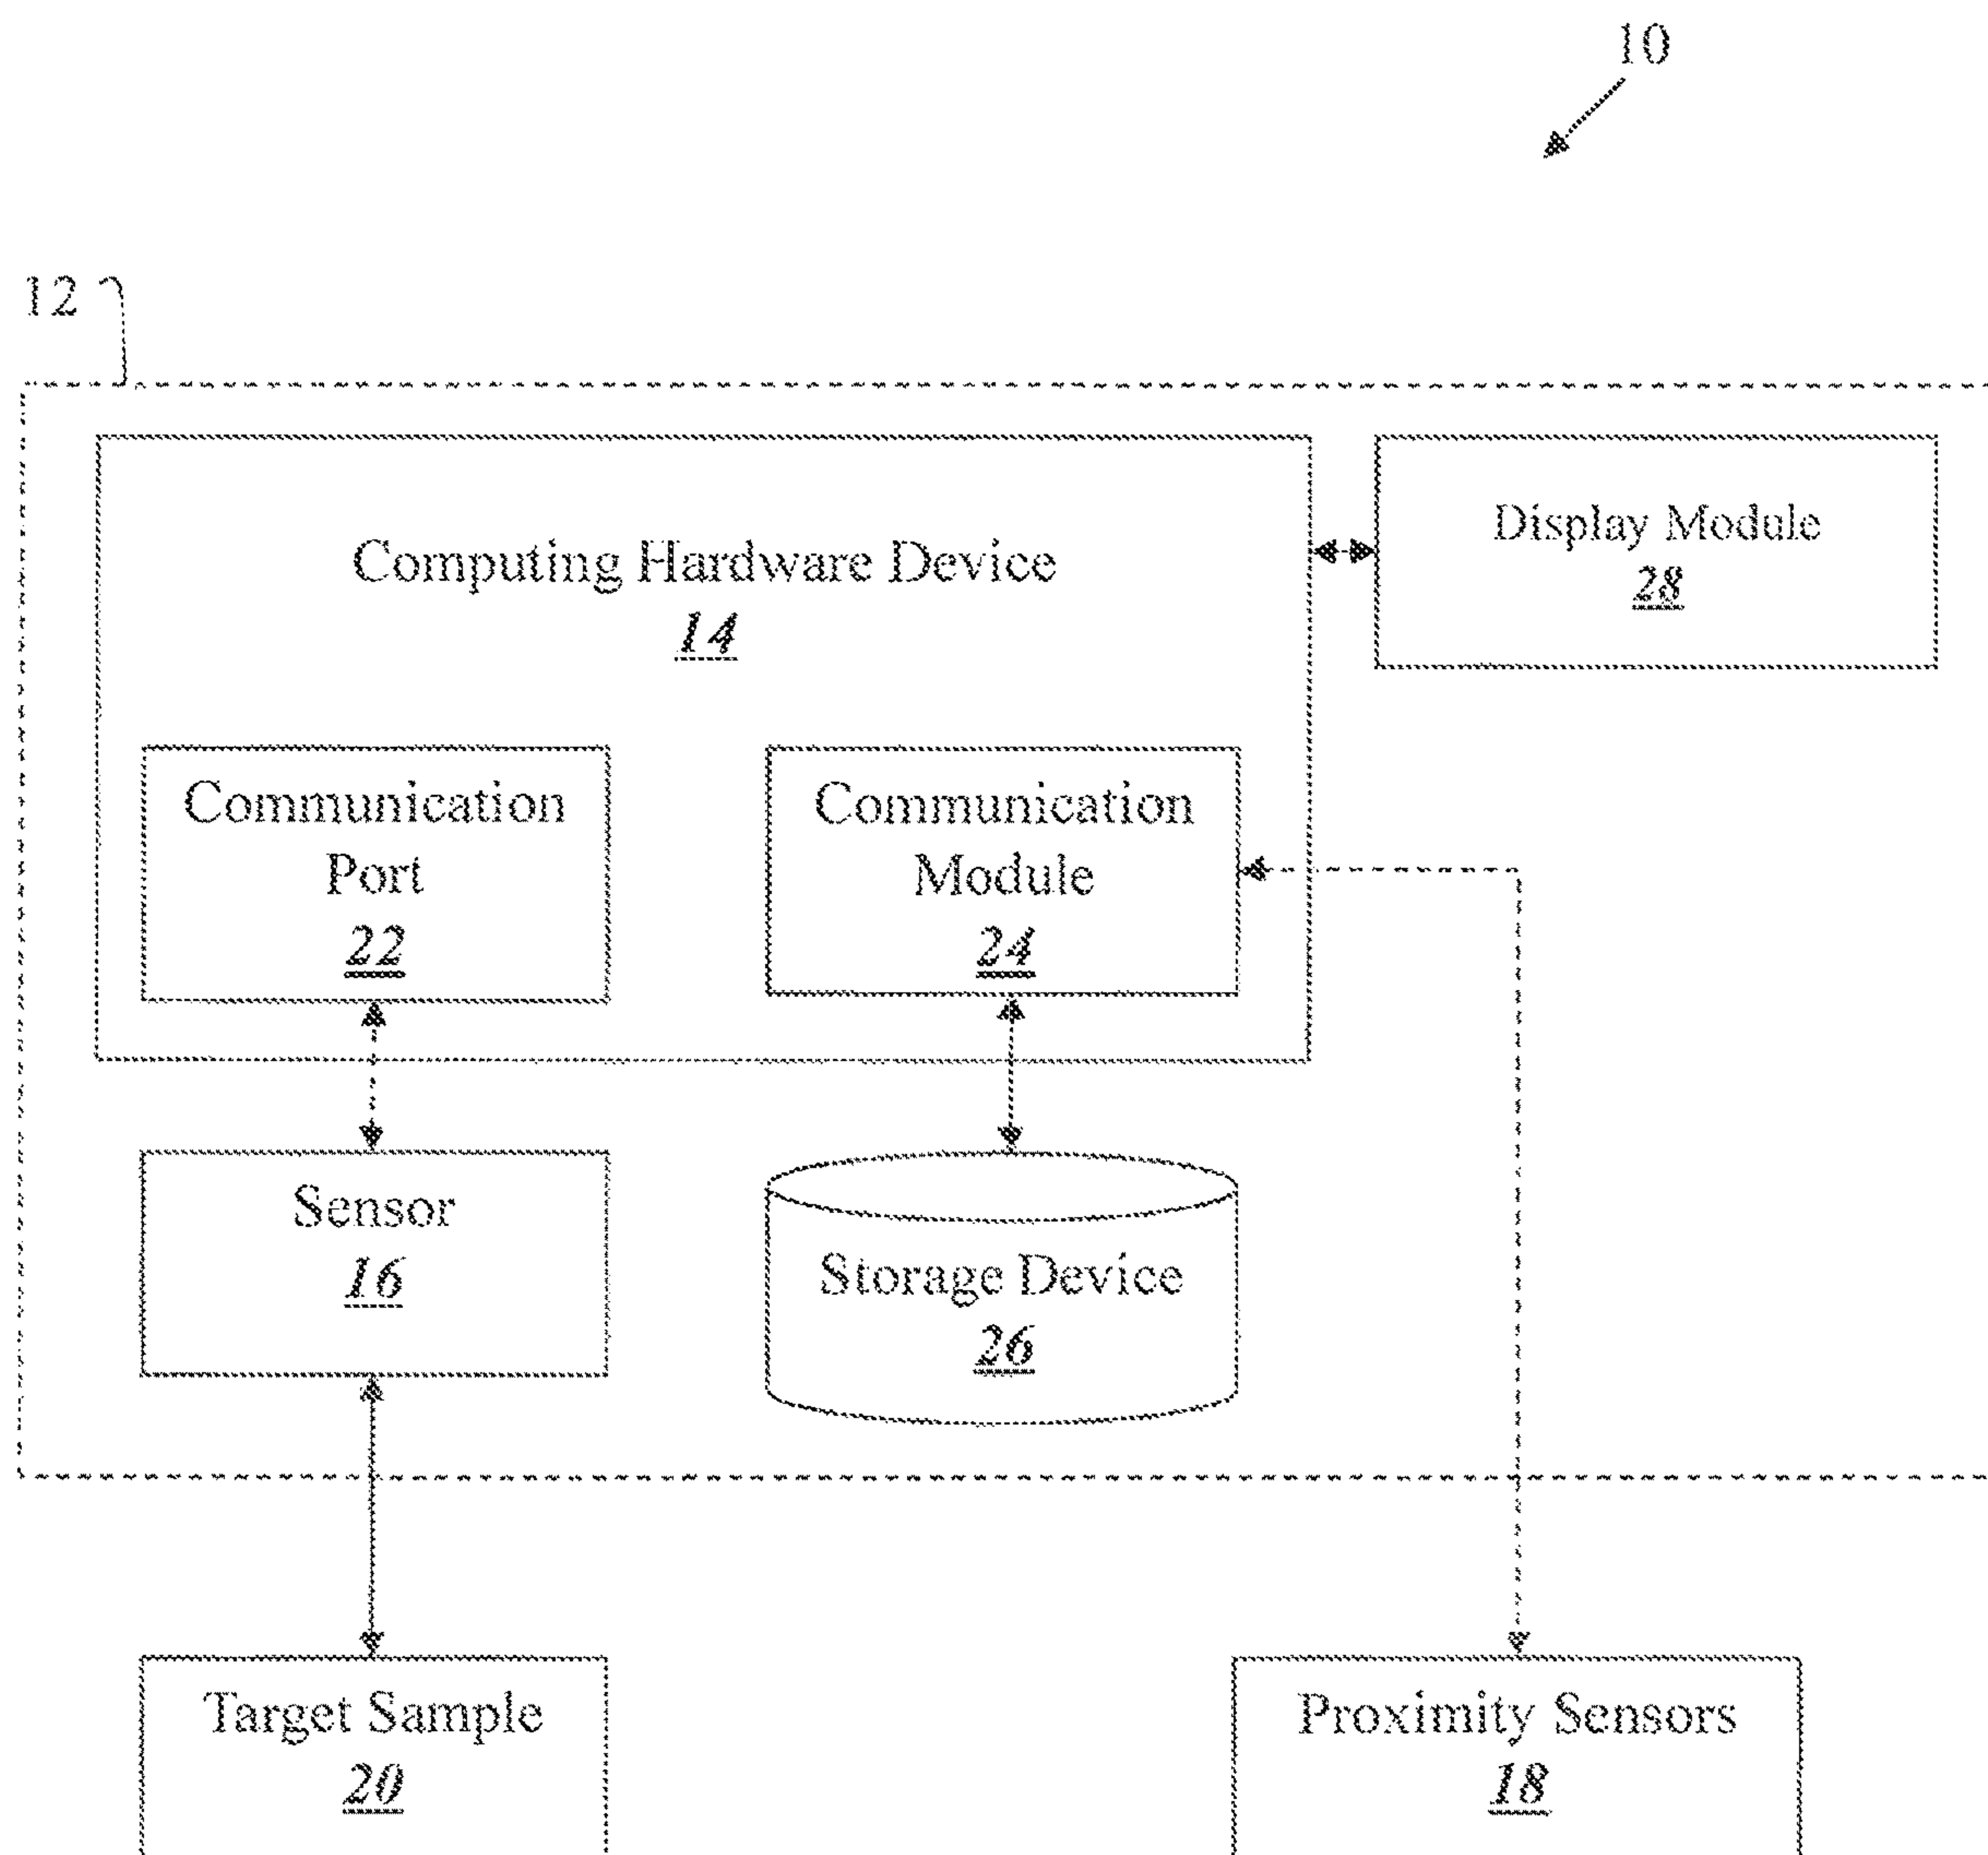 10
12
Computing Hardware Device
14
Display Module
28
Communication
Port
22
Communication
Module
24
Sensor
16
Storage Device
26
Target Sample
20
Proximity Sensors
18